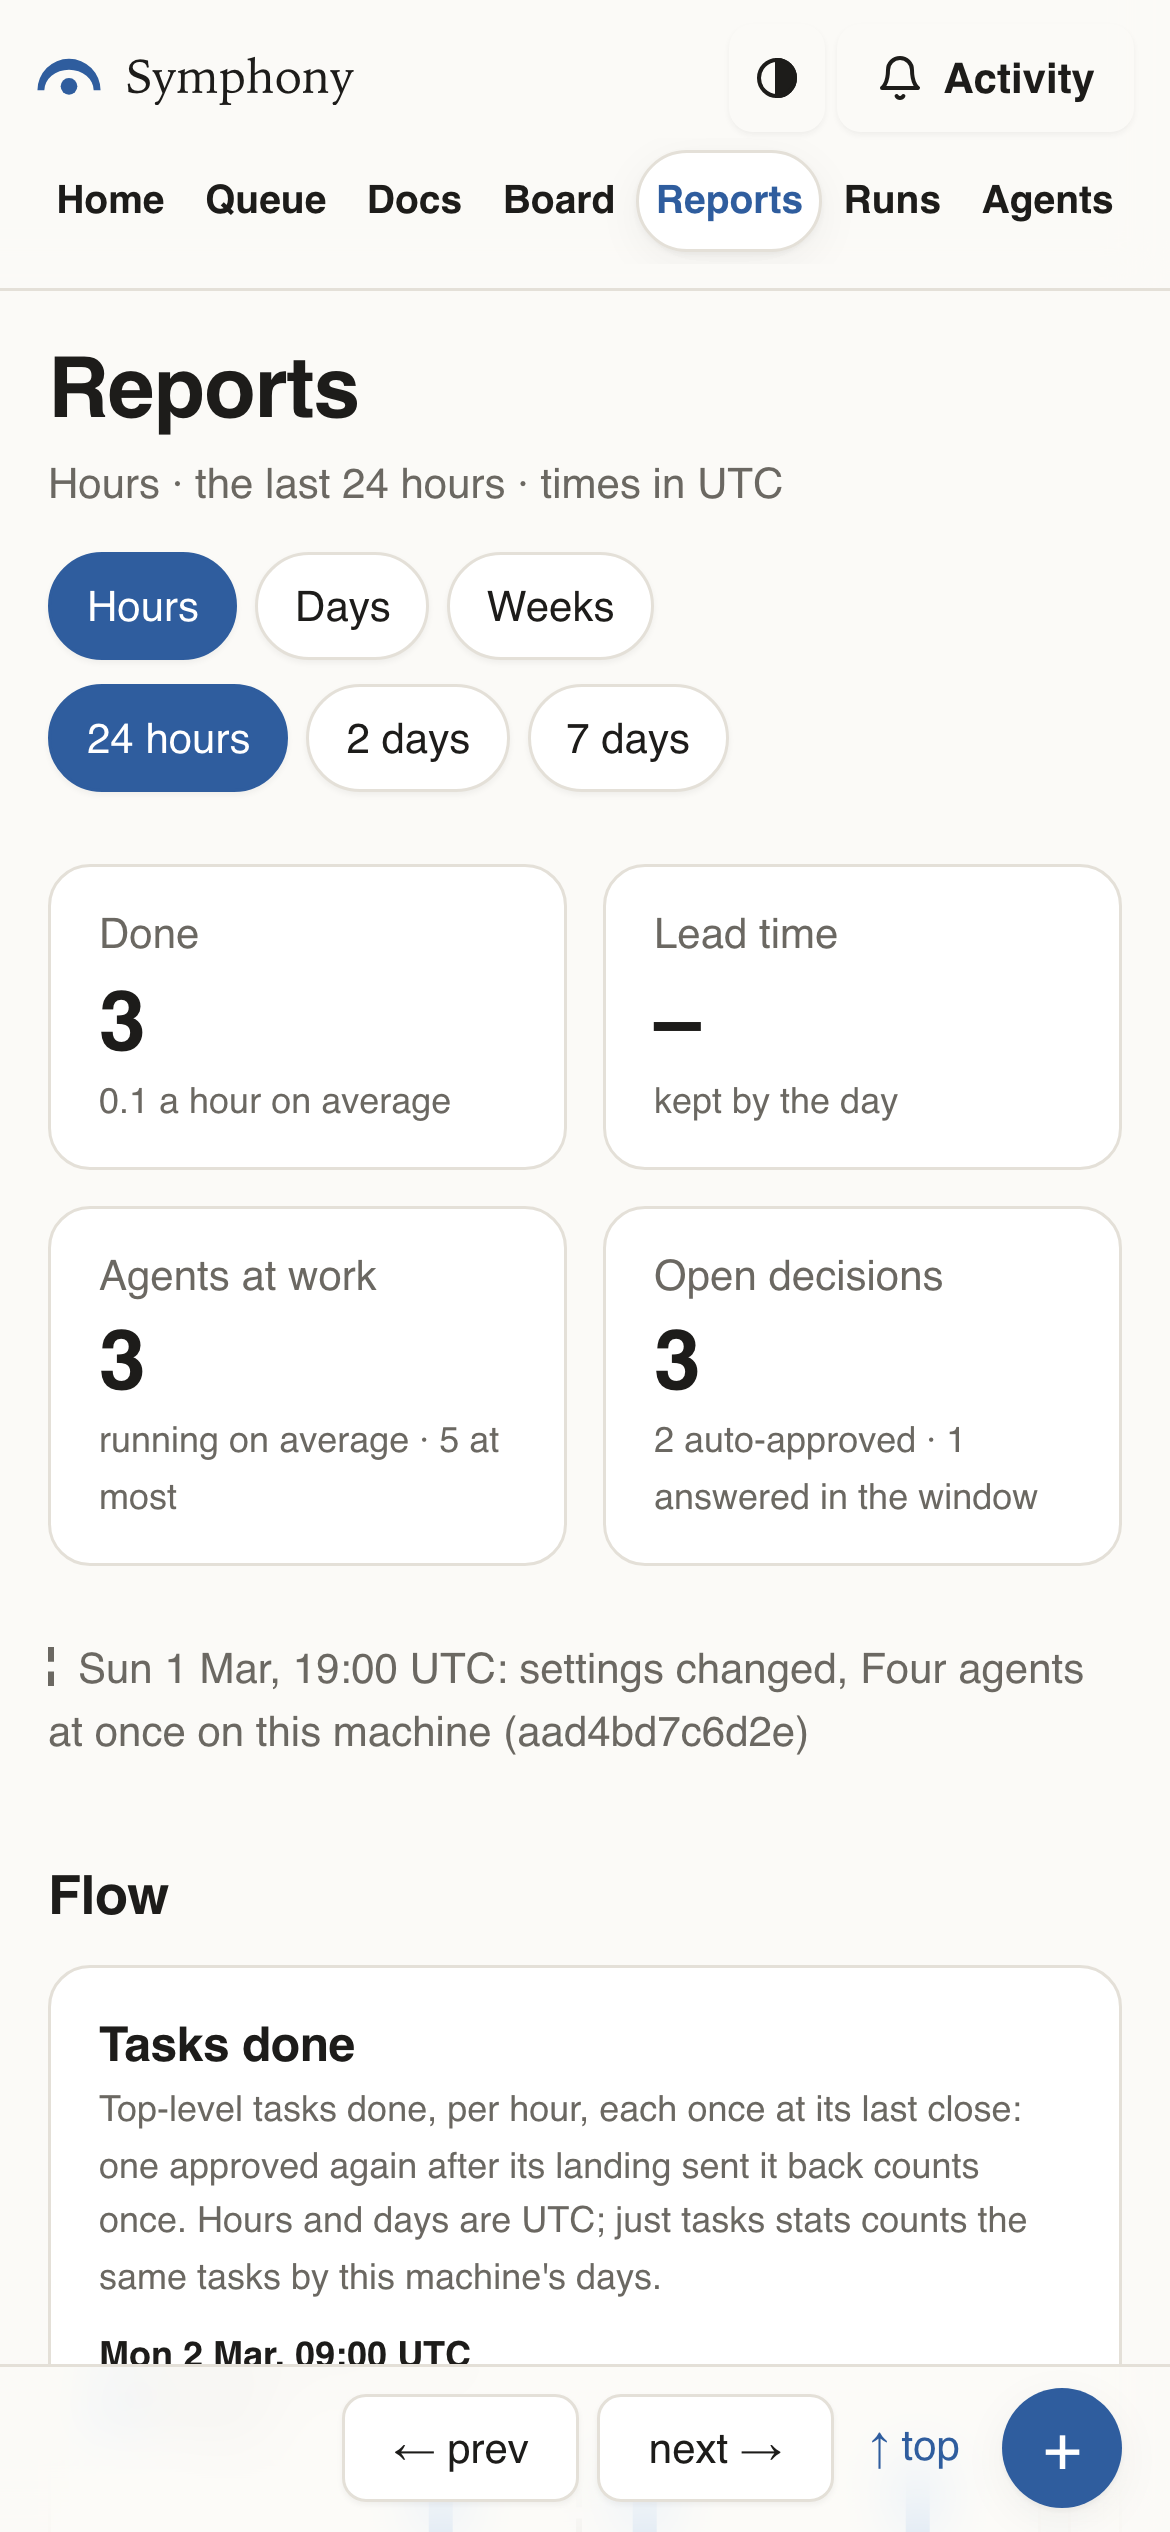 Symphony
Activity
Home Queue Docs Board Reports Runs Agents
Reports
Hours · the last 24 hours · times in UTC
Hours Days Weeks
24 hours 2 days 7 days
Done
3
0.1 a hour on average
Lead time
–
kept by the day
Agents at work
3
running on average · 5 at
most
Open decisions
3
2 auto-approved · 1
answered in the window
Sun 1 Mar, 19:00 UTC: settings changed, Four agents
at once on this machine (aad4bd7c6d2e)
Flow
Tasks done
Top-level tasks done, per hour, each once at its last close:
one approved again after its landing sent it back counts
once. Hours and days are UTC; just tasks stats counts the
same tasks by this machine's days.
Mon 2 Mar, 09:00 UTC
← prev next → ↑ top +